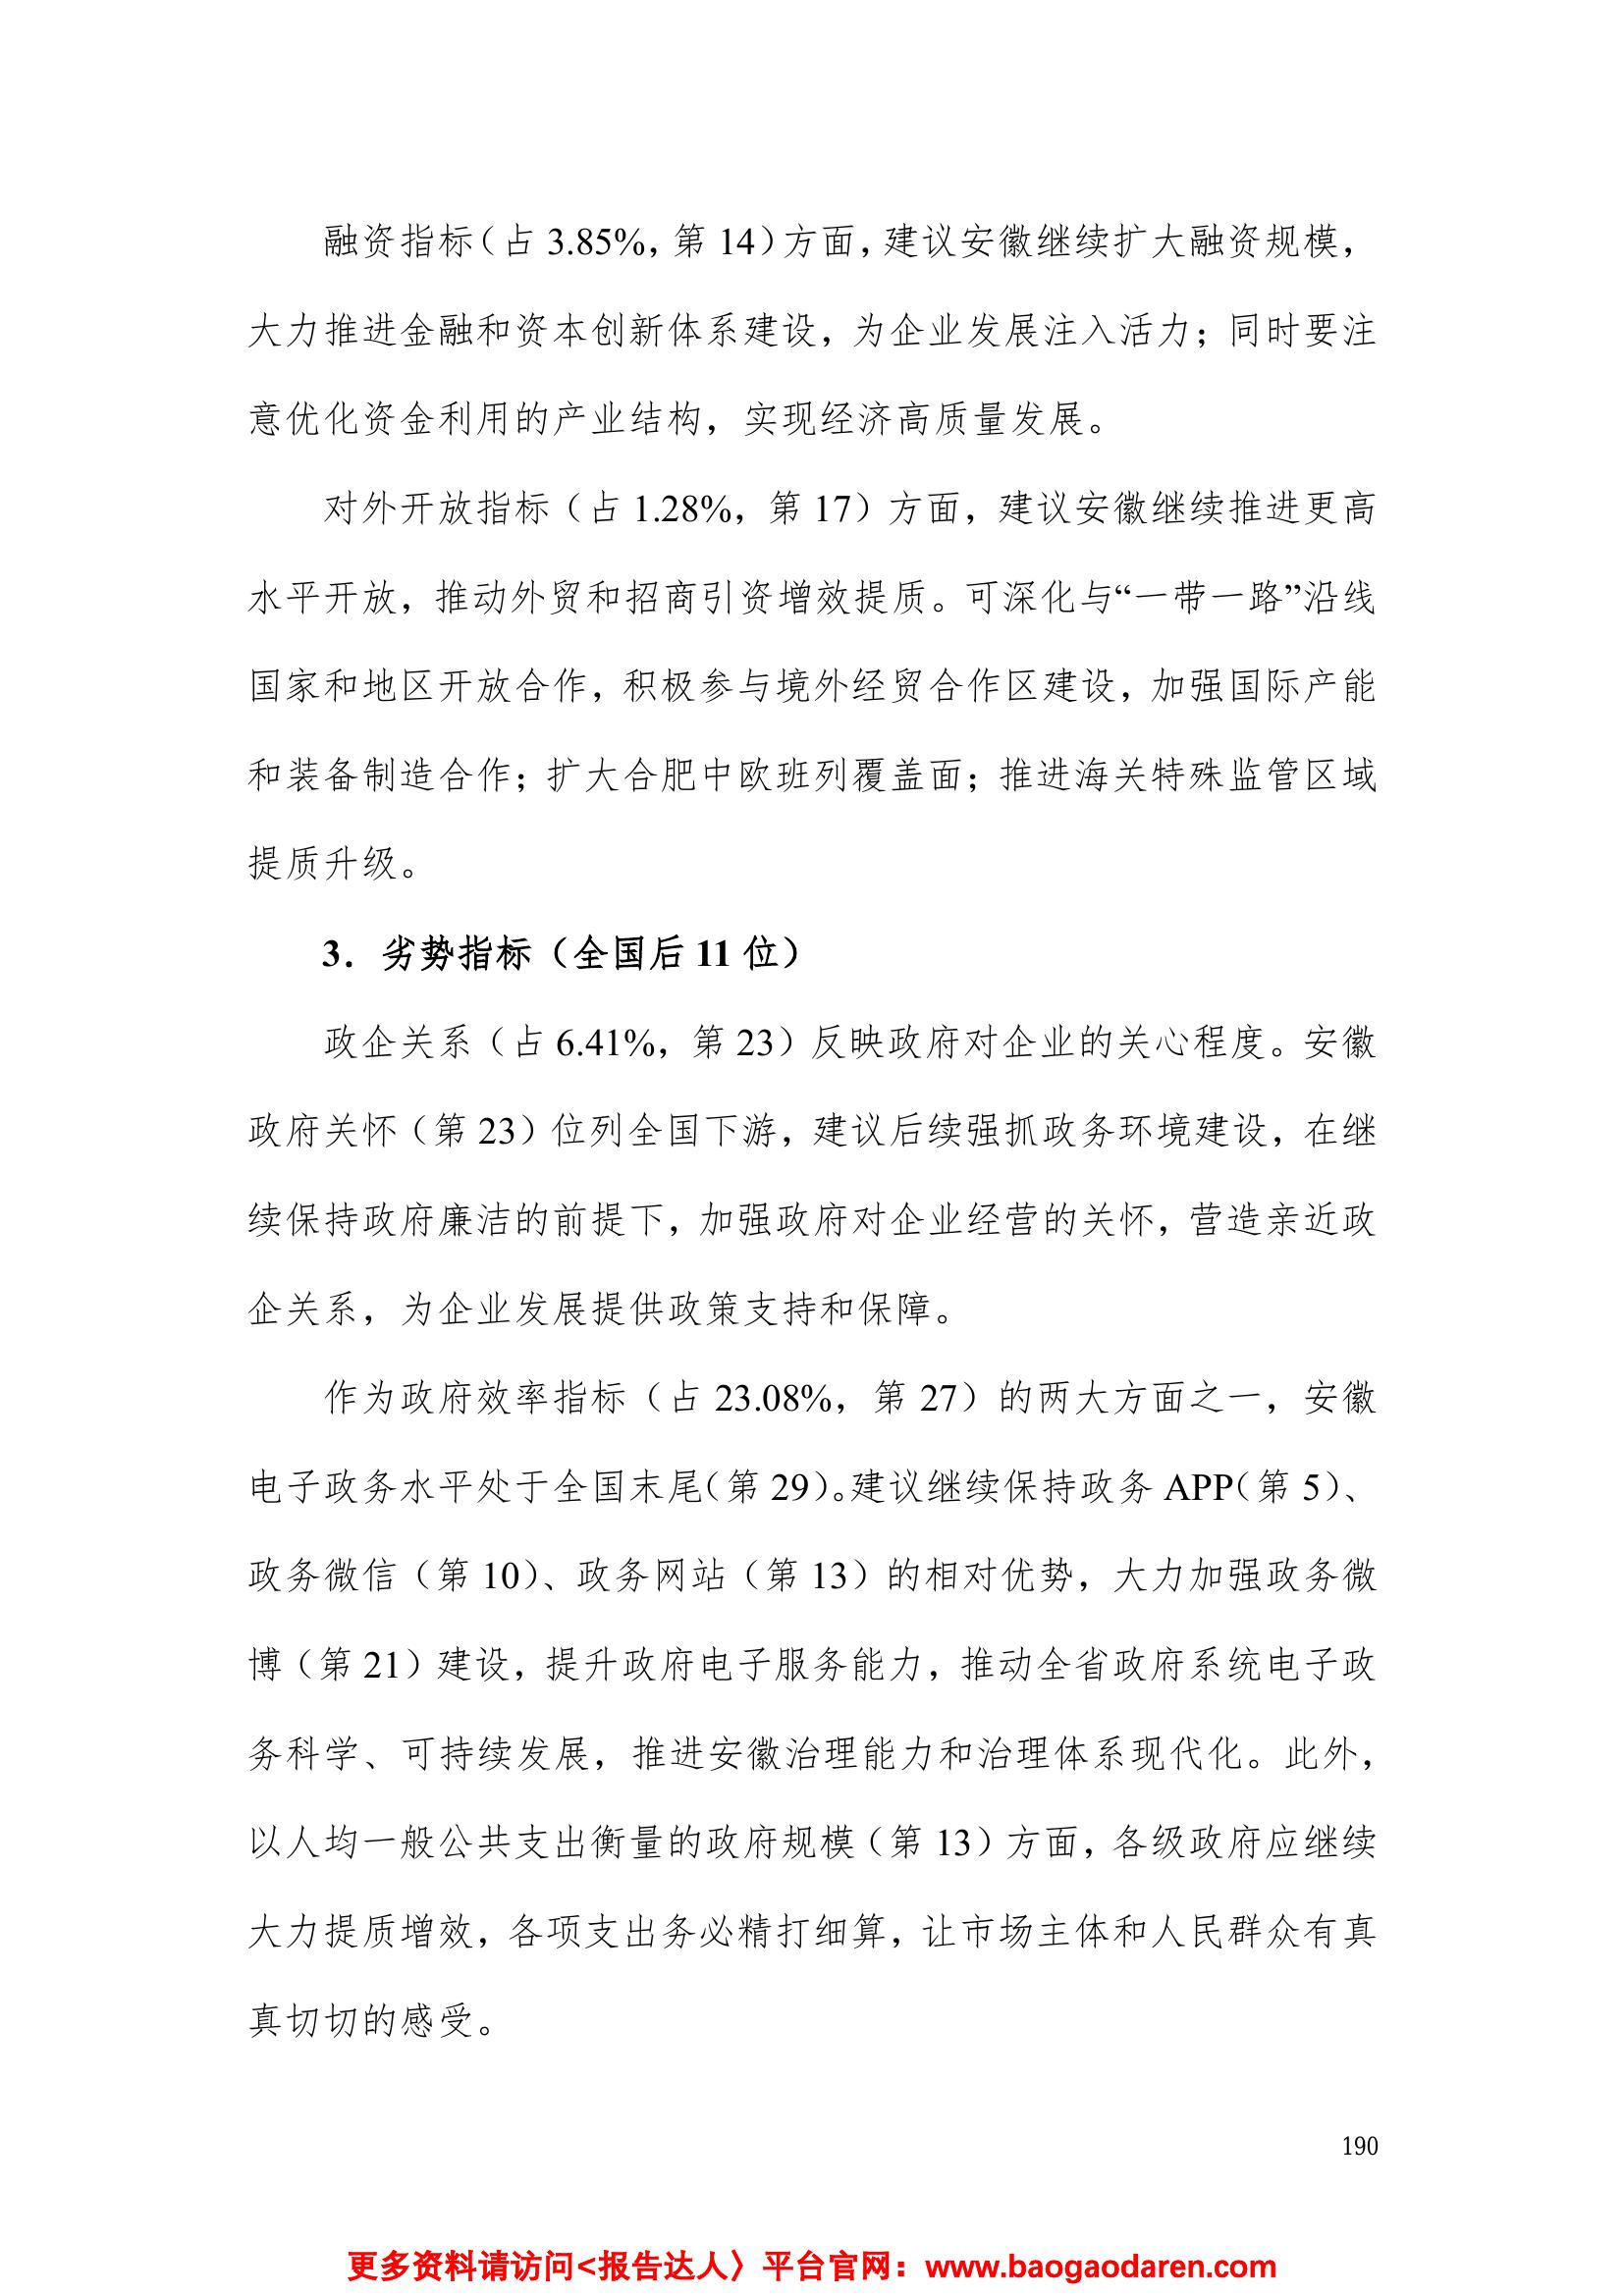 融资指标（占 3.85%，第 14）方面，建议安徽继续扩大融资规模，
大力推进金融和资本创新体系建设，为企业发展注入活力；同时要注
意优化资金利用的产业结构，实现经济高质量发展。
对外开放指标（占 1.28%，第 17）方面，建议安徽继续推进更高
水平开放，推动外贸和招商引资增效提质。可深化与“一带一路”沿线
国家和地区开放合作，积极参与境外经贸合作区建设，加强国际产能
和装备制造合作；扩大合肥中欧班列覆盖面；推进海关特殊监管区域
提质升级。
3．劣势指标（全国后 11 位）
政企关系（占 6.41%，第 23）反映政府对企业的关心程度。安徽
政府关怀（第 23）位列全国下游，建议后续强抓政务环境建设，在继
续保持政府廉洁的前提下，加强政府对企业经营的关怀，营造亲近政
企关系，为企业发展提供政策支持和保障。
作为政府效率指标（占 23.08%，第 27）的两大方面之一，安徽
电子政务水平处于全国末尾（第 29）。建议继续保持政务 APP（第 5）、
政务微信（第 10）、政务网站（第 13）的相对优势，大力加强政务微
博（第 21）建设，提升政府电子服务能力，推动全省政府系统电子政
务科学、可持续发展，推进安徽治理能力和治理体系现代化。此外，
以人均一般公共支出衡量的政府规模（第 13）方面，各级政府应继续
大力提质增效，各项支出务必精打细算，让市场主体和人民群众有真
真切切的感受。
190
更多资料请访问<报告达人〉平台官网：www.baogaodaren.com